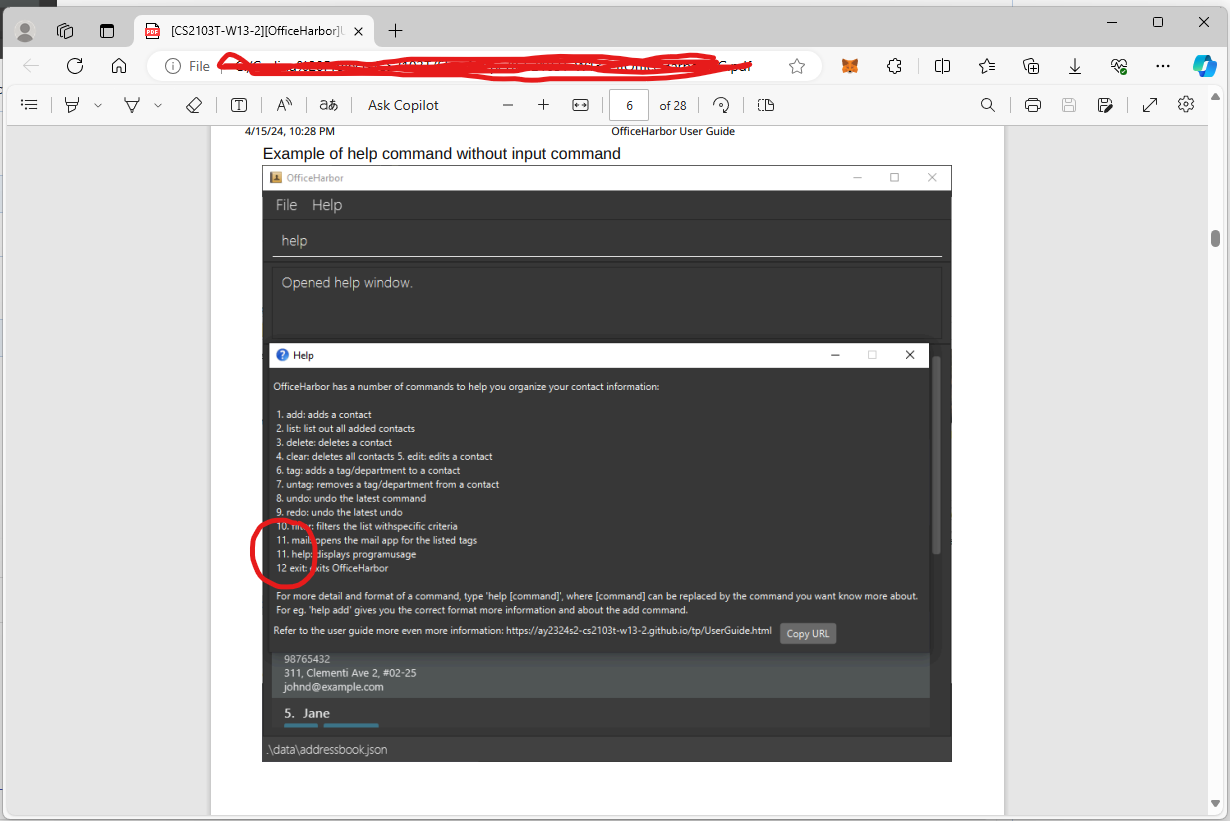 [CS2103T-W13-2][OfficeHarbor]
File
.pdf
Ask Copilot
6 of 28
4/15/24, 10:28 PM
OfficeHarbor User Guide
Example of help command without input command
OfficeHarbor
File Help
help
Opened help window.
Help
OfficeHarbor has a number of commands to help you organize your contact information:
1. add: adds a contact
2. list: list out all added contacts
3. delete: deletes a contact
4. clear: deletes all contacts 5. edit: edits a contact
6. tag: adds a tag/department to a contact
7. untag: removes a tag/department from a contact
8. undo: undo the latest command
9. redo: undo the latest undo
10. filter: filters the list withspecific criteria
11. mail: opens the mail app for the listed tags
11. help: displays programusage
12 exit: exits OfficeHarbor
For more detail and format of a command, type 'help [command]', where [command] can be replaced by the command you want know more about.
For eg. 'help add' gives you the correct format more information and about the add command.
Refer to the user guide more even more information: https://ay2324s2-cs2103t-w13-2.github.io/tp/UserGuide.html
Copy URL
98765432
311, Clementi Ave 2, #02-25
johnd@example.com
5. Jane
.\data\addressbook.json